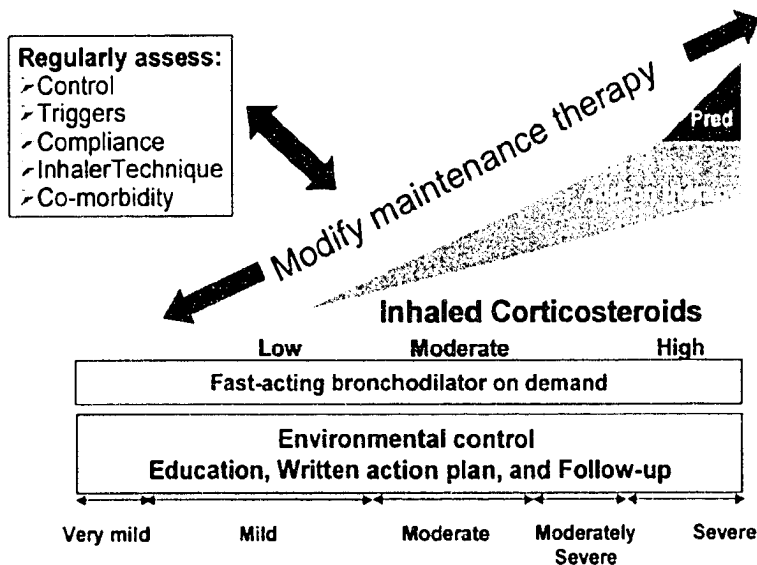 Regularly assess:
➢Control
➢Triggers
➢Compliance
➢InhalerTechnique
➢Co-morbidity
Modify maintenance therapy
Pred
Inhaled Corticosteroids
Low Moderate High
Fast-acting bronchodilator on demand
Environmental control
Education, Written action plan, and Follow-up
Very mild Mild Moderate Moderately Severe
Severe